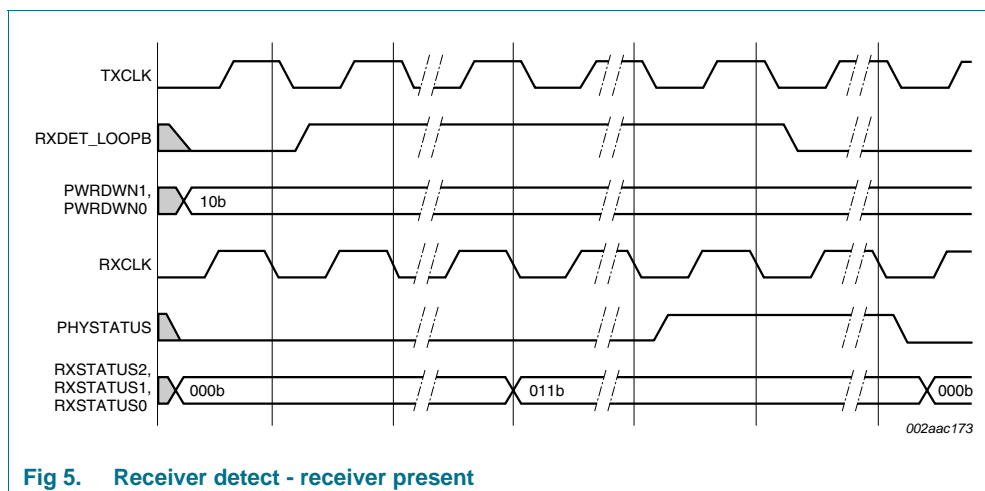 TXCLK
RXDET_LOOPB
PWRDWN1,
PWRDWN0
10b
RXCLK
PHYSTATUS
RXSTATUS2,
RXSTATUS1,
RXSTATUS0
000b
011b
000b
002aac173
Fig 5. Receiver detect - receiver present